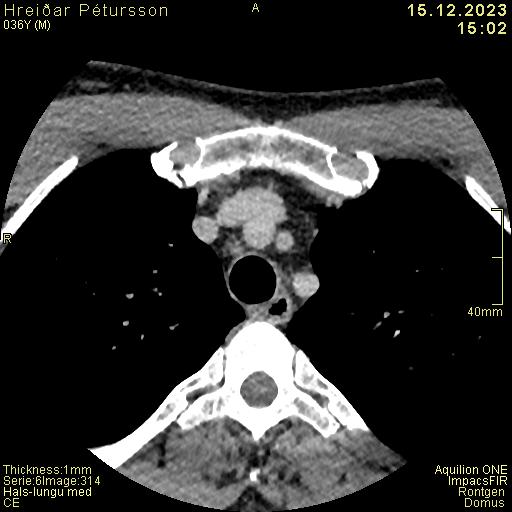 Hreiðar Pétursson
036Y (M)
A
15.12.2023
15:02
R
40mm
Thickness:1mm
Serie:6Image:314
Hals-lungu med
CE
Aquilion ONE
ImpacsFIR
Rontgen
Domus